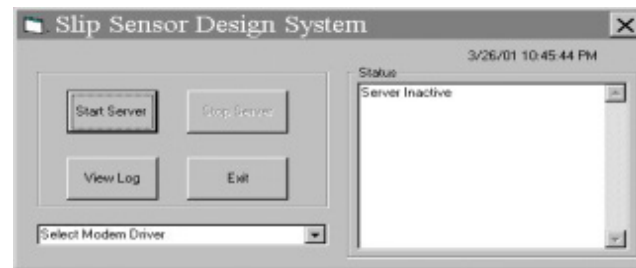 Slip Sensor Design System
3/26/01 10:45:44 PM
Status
Server Inactive
Start Server
Stop Server
View Log
Exit
Select Modem Driver